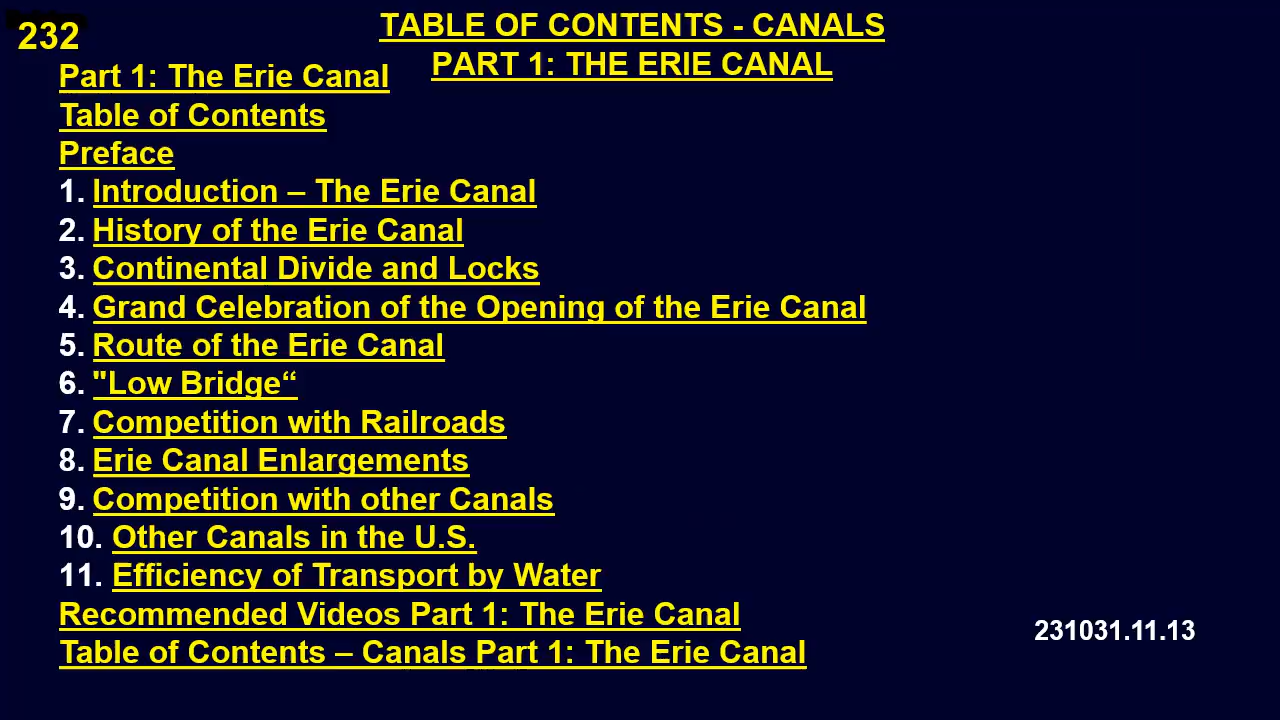 232
TABLE OF CONTENTS - CANALS
PART 1: THE ERIE CANAL
Part 1: The Erie Canal
Table of Contents
Preface
1. Introduction – The Erie Canal
2. History of the Erie Canal
3. Continental Divide and Locks
4. Grand Celebration of the Opening of the Erie Canal
5. Route of the Erie Canal
6. "Low Bridge“
7. Competition with Railroads
8. Erie Canal Enlargements
9. Competition with other Canals
10. Other Canals in the U.S.
11. Efficiency of Transport by Water
Recommended Videos Part 1: The Erie Canal
Table of Contents – Canals Part 1: The Erie Canal
231031.11.13